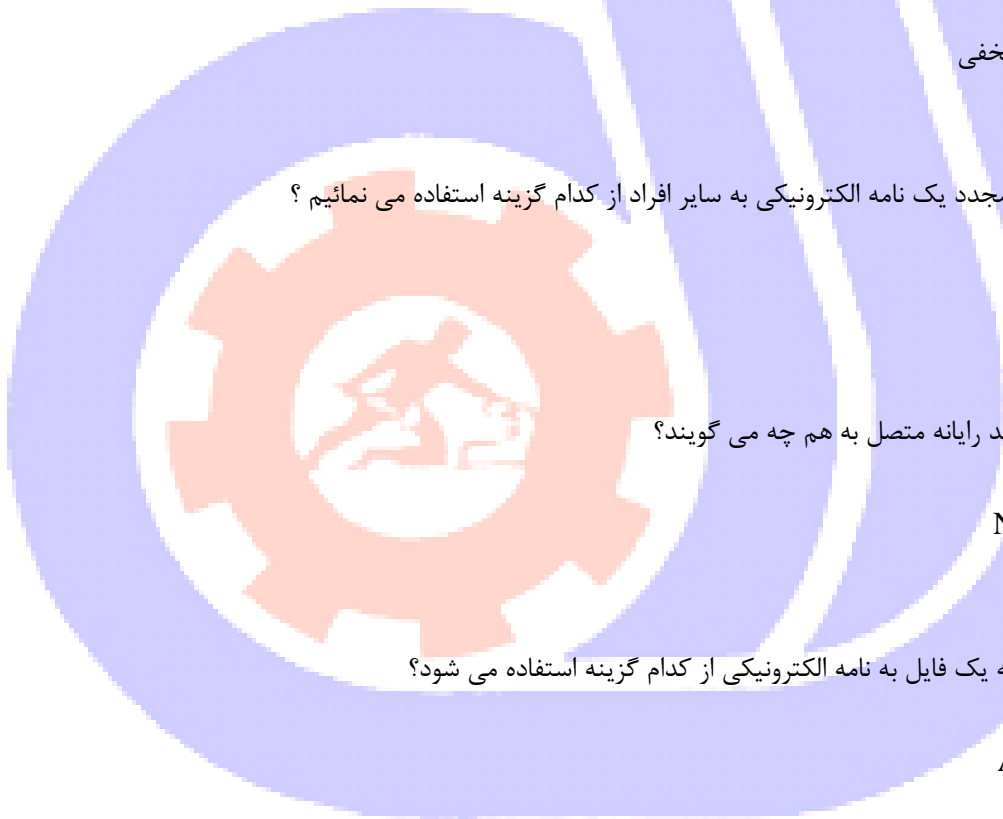 خفی
مجدد یک نامه الکترونیکی به سایر افراد از کدام گزینه استفاده می نمائیم ؟
رایانه متصل به هم چه می گویند؟
N
یک فایل به نامه الکترونیکی از کدام گزینه استفاده می شود؟